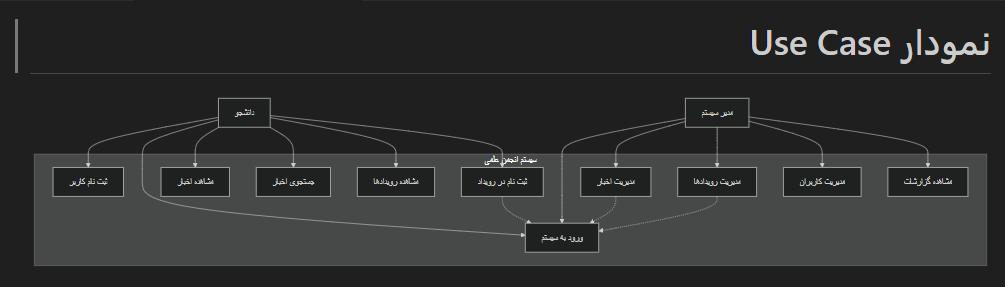 نمودار Use Case
مدیر سیستم
دانشجو
سیستم انجمن علمی
مشاهده گزارشات
مدیریت کاربران
مدیریت رویدادها
مدیریت اخبار
ثبت نام در رویداد
مشاهده رویدادها
جستجوی اخبار
مشاهده اخبار
ثبت نام کاربر
ورود به سیستم